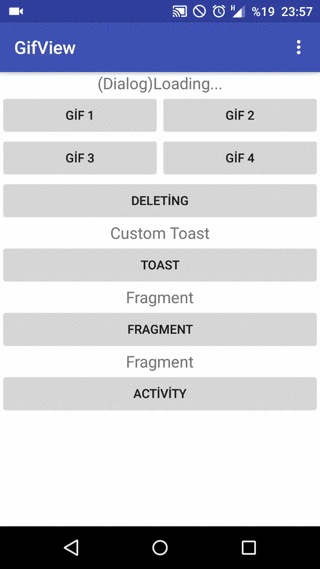 H %19 23:57
GifView
(Dialog)Loading...
GİF 1 GİF 2
GİF 3 GİF 4
DELETİNG
Custom Toast
TOAST
Fragment
FRAGMENT
Fragment
ACTİVİTY